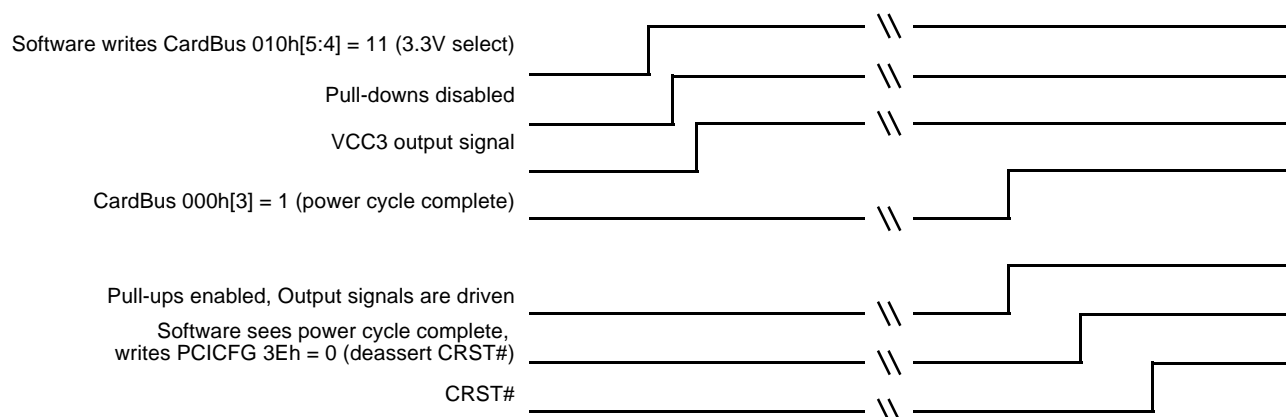 Software writes CardBus 010h[5:4] = 11 (3.3V select)
Pull-downs disabled
VCC3 output signal
CardBus 000h[3] = 1 (power cycle complete)
Pull-ups enabled, Output signals are driven
Software sees power cycle complete,
writes PCICFG 3Eh = 0 (deassert CRST#)
CRST#